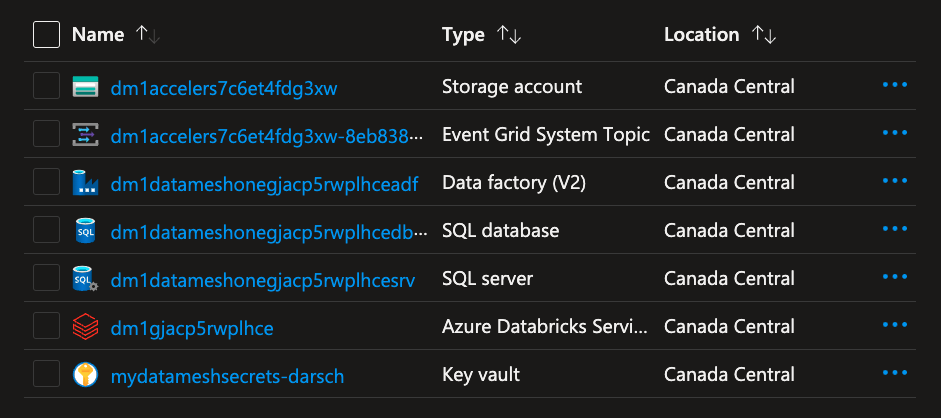 Name ↑↓ Type ↑↓ Location ↑↓
dm1accelers7c6et4fdg3xw Storage account Canada Central ...
dm1accelers7c6et4fdg3xw-8eb838... Event Grid System Topic Canada Central ...
dm1datameshonegjacp5rwplhceadf Data factory (V2) Canada Central ...
SQL dm1datameshonegjacp5rwplhcedb... SQL database Canada Central ...
SQL dm1datameshonegjacp5rwplhcesrv SQL server Canada Central ...
dm1gjacp5rwplhce Azure Databricks Servi... Canada Central ...
mydatameshsecrets-darsch Key vault Canada Central ...